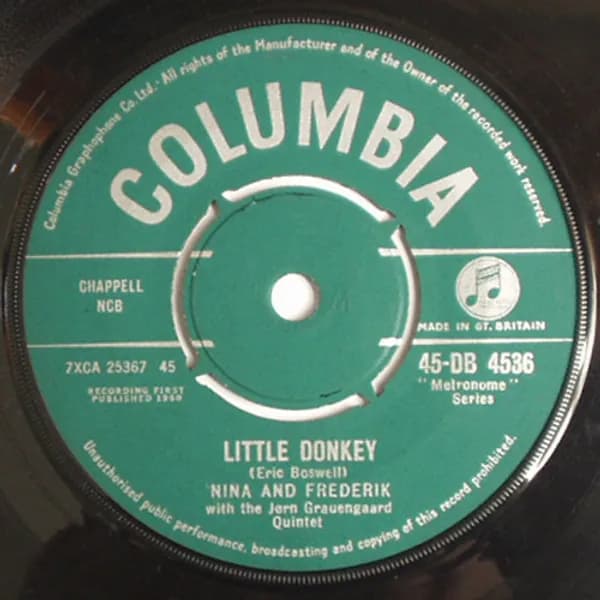 Columbia Graphophone Co. Ltd. · All rights of the Manufacturer and of the Owner of the recorded work reserved.
COLUMBIA
CHAPPELL
NCB
MADE IN GT. BRITAIN
7XCA 25367 45
45-DB 4536
"Metronome"
Series
RECORDING FIRST
PUBLISHED 1960
LITTLE DONKEY
(Eric Boswell)
NINA AND FREDERIK
with the Jørn Grauengaard
Quintet
Unauthorised public performance, broadcasting and copying of this record prohibited.